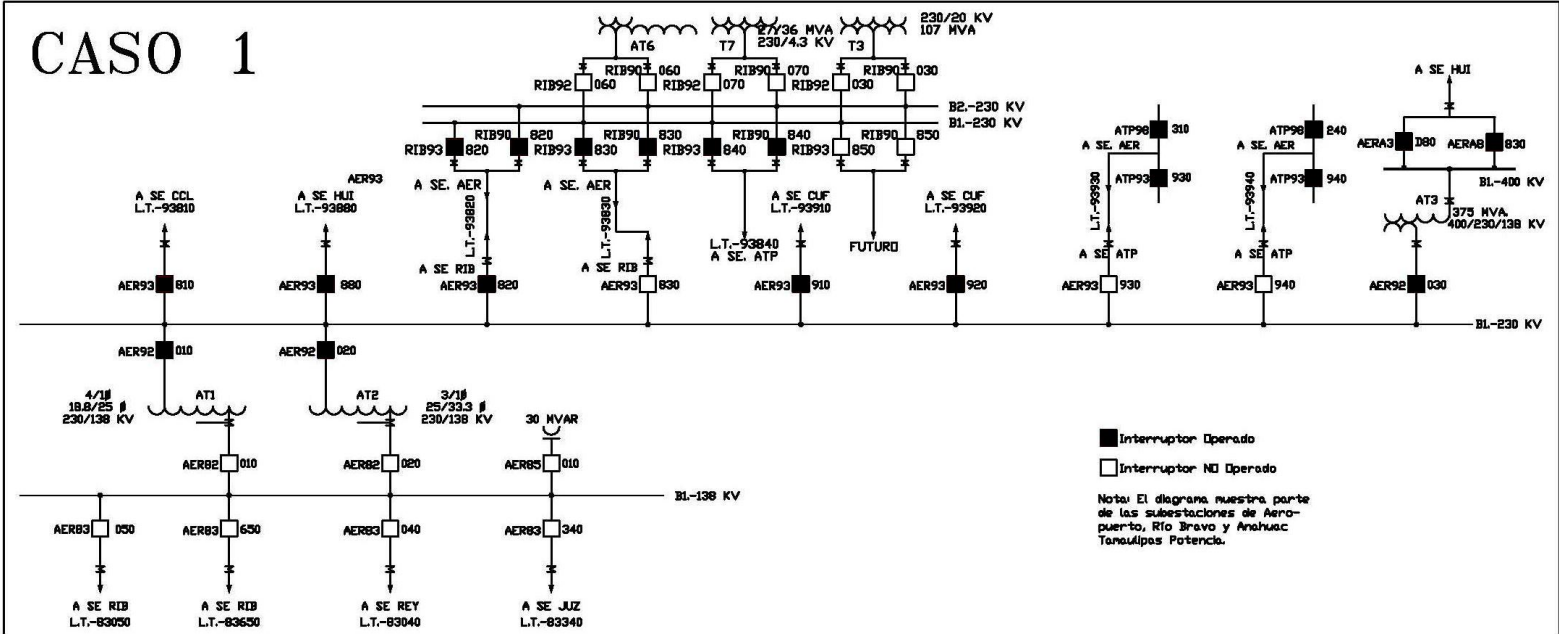 CASO 1
230/20 KV
107 MVA
27/36 MVA
230/4.3 KV
AT6
T7
T3
RIB90 060
RIB92 060
RIB90 070
RIB92 070
RIB90 030
RIB92 030
B2.-230 KV
B1.-230 KV
RIB90 820
RIB93 820
RIB90 830
RIB93 830
RIB90 840
RIB93 840
RIB90 850
RIB93 850
A SE. AER
L.T.-93820
A SE RIB
A SE. AER
L.T.-93830
A SE RIB
L.T.-93840
A SE. ATP
FUTURO
A SE CCL
L.T.-93810
AER93
A SE HUI
L.T.-93880
A SE CUF
L.T.-93910
A SE CUF
L.T.-93920
ATP98 310
A SE. AER
ATP93 930
L.T.-93930
A SE ATP
ATP98 240
A SE. AER
ATP93 940
L.T.-93940
A SE ATP
A SE HUI
AERA3 D80
AERA8 830
B1.-400 KV
AT3
375 MVA.
400/230/138 KV
AER93 810
AER93 880
AER93 820
AER93 830
AER93 910
AER93 920
AER93 930
AER93 940
AER92 030
B1.-230 KV
AER92 010
AER92 020
4/1Ø
18.8/25 Ø
230/138 KV
AT1
AT2
3/1Ø
25/33.3 Ø
230/138 KV
30 MVAR
AER82 010
AER82 020
AER85 010
B1.-138 KV
AER83 050
AER83 650
AER83 040
AER83 340
A SE RIB
L.T.-83050
A SE RIB
L.T.-83650
A SE REY
L.T.-83040
A SE JUZ
L.T.-83340
Interruptor Operado
Interruptor NO Operado
Nota: El diagrama muestra parte
de las subestaciones de Aero-
puerto, Río Bravo y Anahuac
Tamaulipas Potencia.